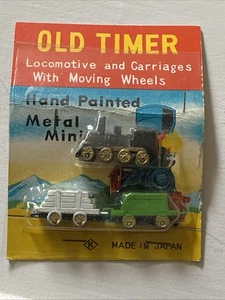 OLD TIMER
Locomotive and Carriages
With Moving Wheels
Hand Painted
Metal
Mini
K
MADE IN JAPAN